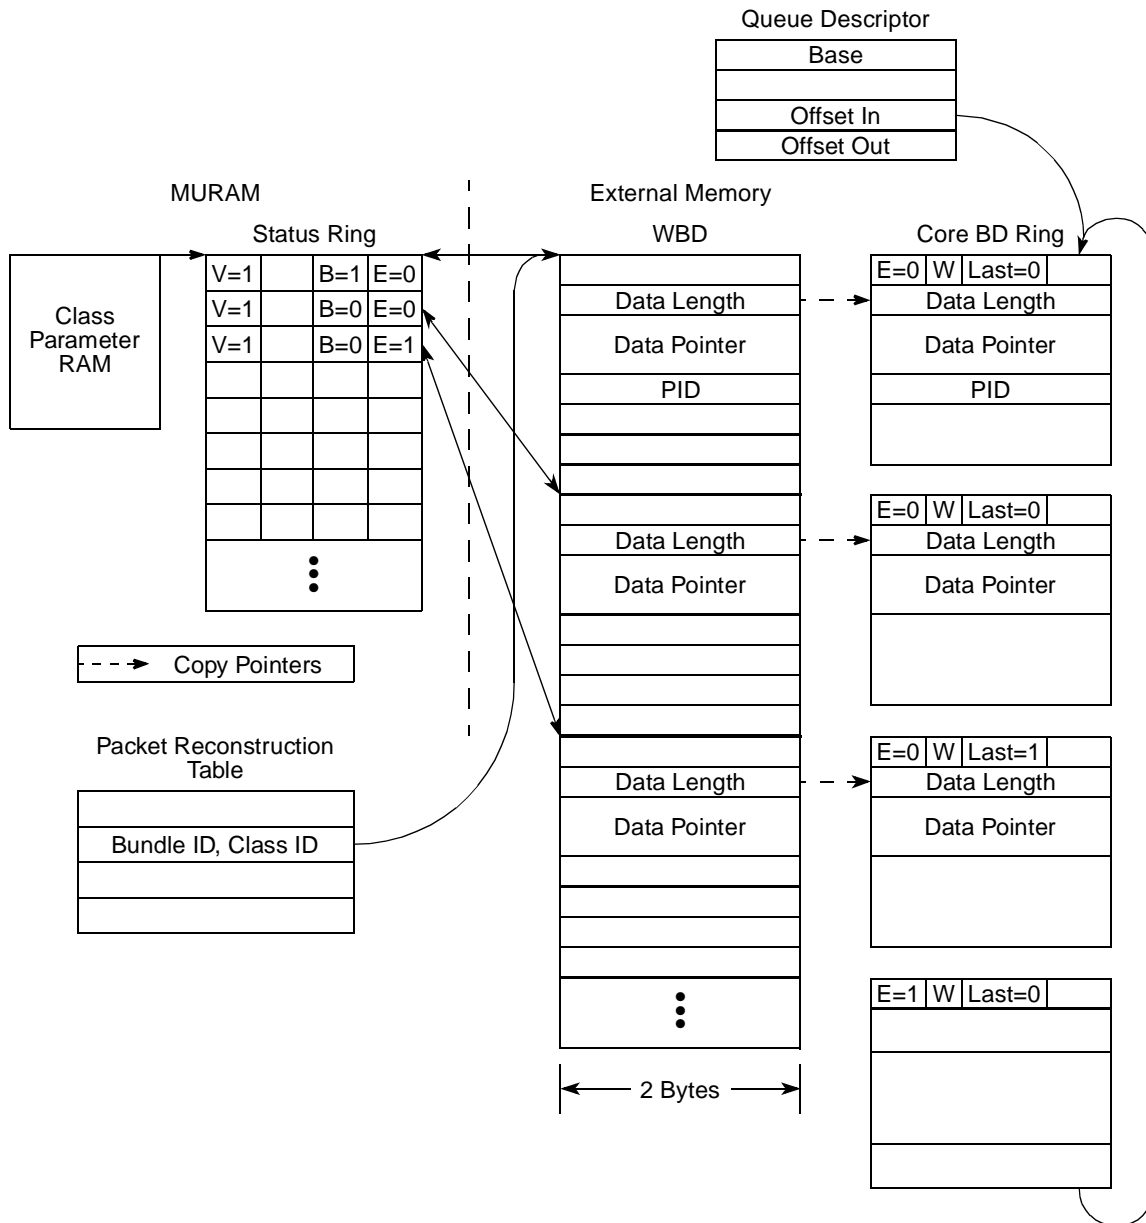 Queue Descriptor
Base
Offset In
Offset Out
MURAM
External Memory
Status Ring
WBD
Core BD Ring
Class
Parameter
RAM
V=1 B=1 E=0
V=1 B=0 E=0
V=1 B=0 E=1
Data Length
Data Pointer
PID
Data Length
Data Pointer
Data Length
Data Pointer
E=0 W Last=0
Data Length
Data Pointer
PID
E=0 W Last=0
Data Length
Data Pointer
E=0 W Last=1
Data Length
Data Pointer
E=1 W Last=0
Copy Pointers
Packet Reconstruction
Table
Bundle ID, Class ID
2 Bytes